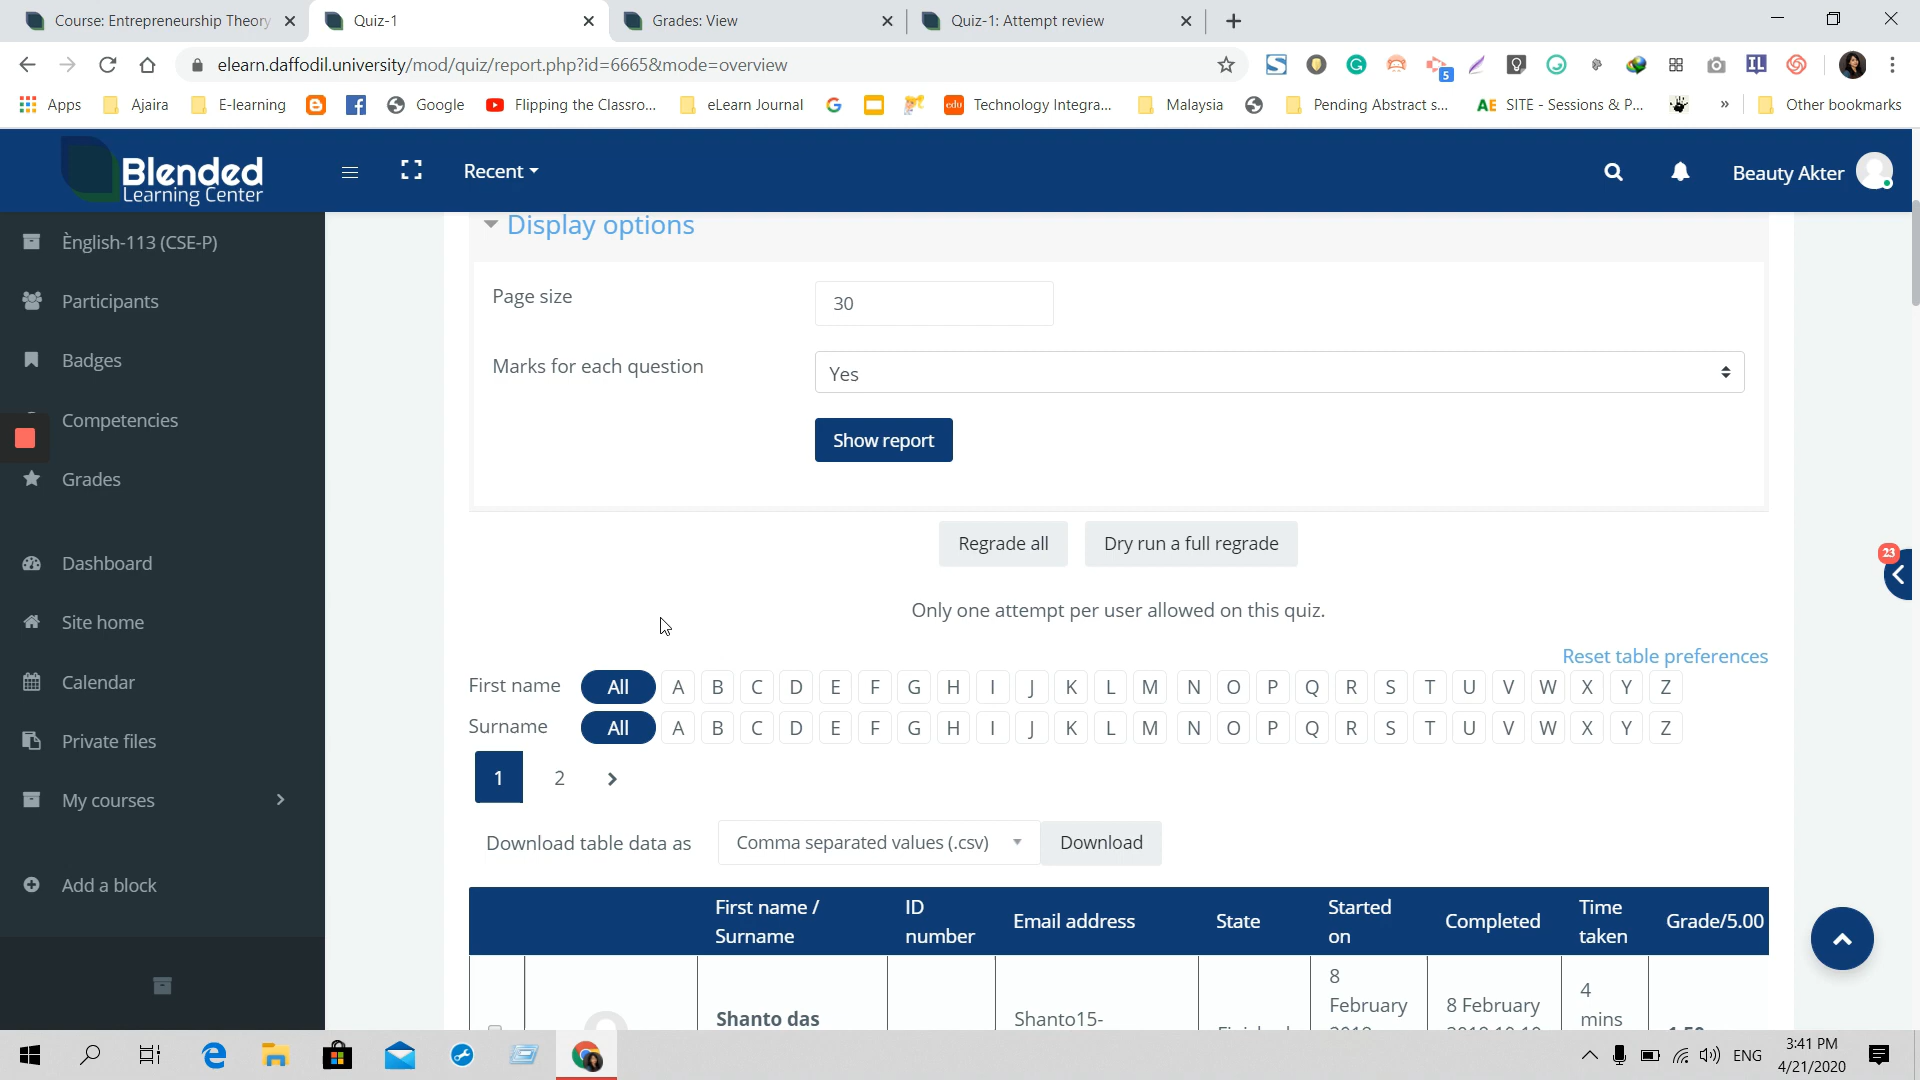 Course: Entrepreneurship Theory
Quiz-1
Grades: View
Quiz-1: Attempt review
elearn.daffodil.university/mod/quiz/report.php?id=6665&mode=overview
5
IL
Apps
Ajaira
E-learning
Google
Flipping the Classro...
eLearn Journal
edu
Technology Integra...
Malaysia
Pending Abstract s...
AE SITE - Sessions & P...
»
Other bookmarks
Blended
Learning Center
Recent
Beauty Akter
Ènglish-113 (CSE-P)
Participants
Badges
Competencies
Grades
Dashboard
Site home
Calendar
Private files
My courses
Add a block
Display options
Page size
30
Marks for each question
Yes
Show report
Regrade all
Dry run a full regrade
23
Only one attempt per user allowed on this quiz.
Reset table preferences
First name All A B C D E F G H I J K L M N O P Q R S T U V W X Y Z
Surname All A B C D E F G H I J K L M N O P Q R S T U V W X Y Z
1 2
Download table data as
Comma separated values (.csv)
Download
First name /
Surname
ID
number
Email address
State
Started
on
Completed
Time
taken
Grade/5.00
Shanto das
Shanto15-
8
February
8 February
4
mins
ENG
3:41 PM
4/21/2020